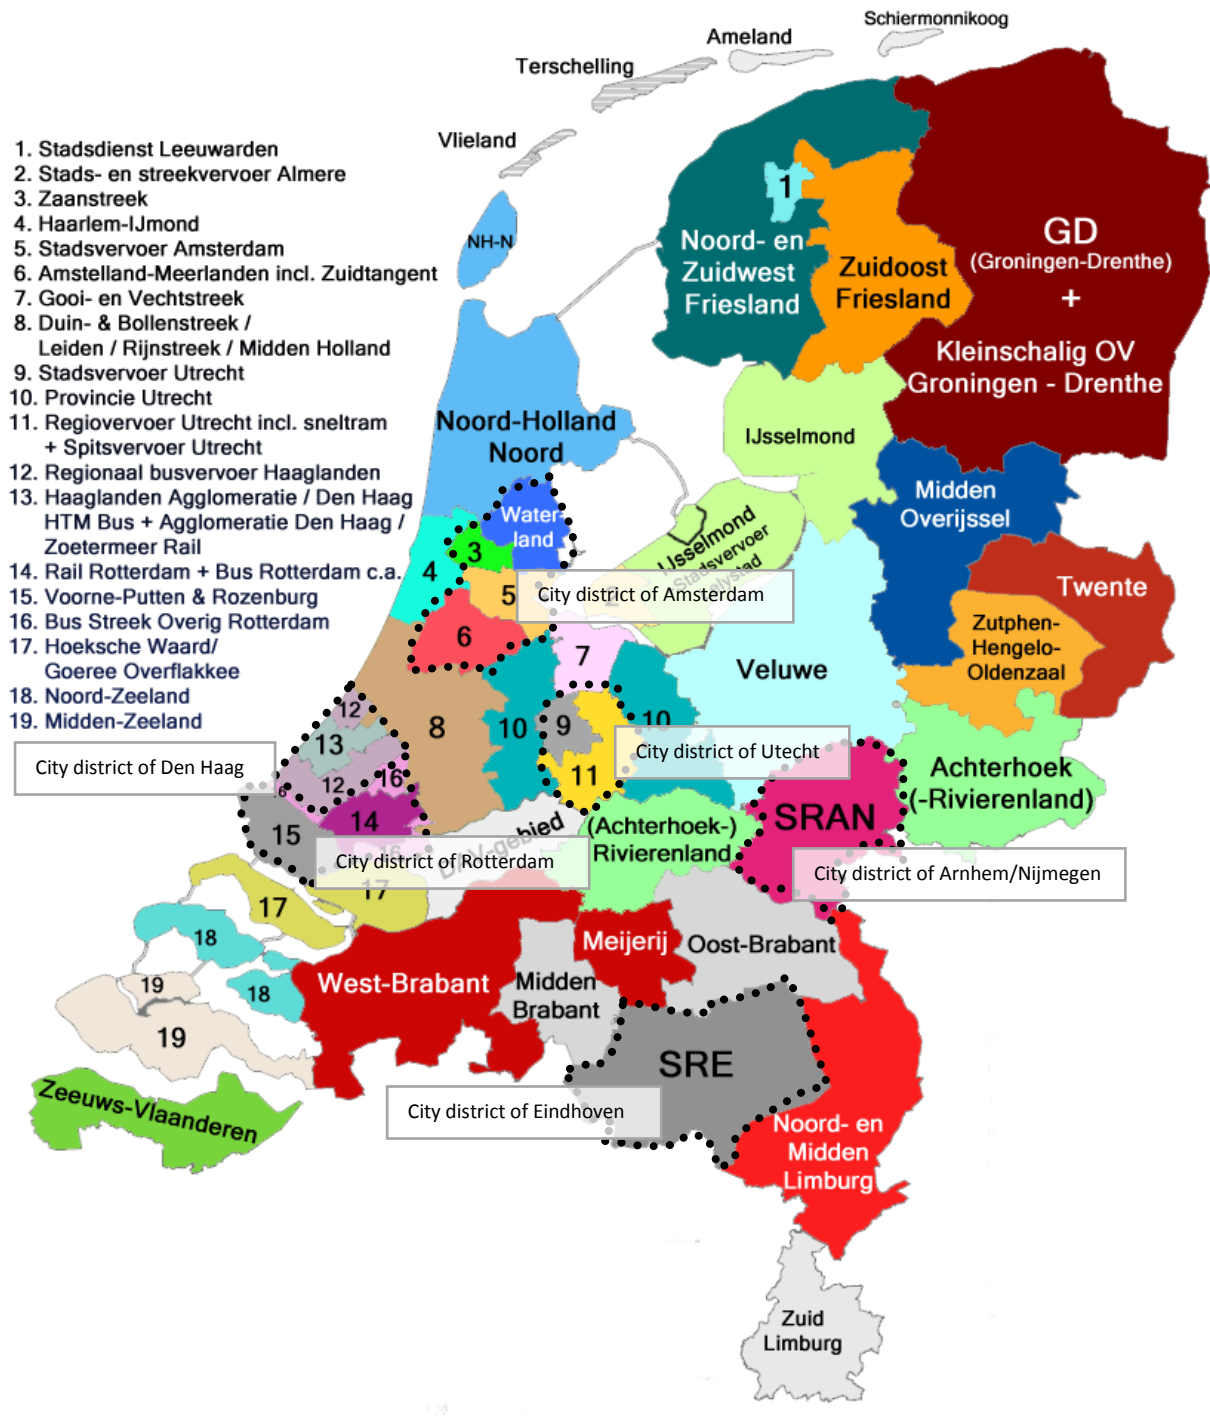 Schiermonnikoog
Ameland
Terschelling
Vlieland
1. Stadsdienst Leeuwarden
2. Stads- en streekvervoer Almere
3. Zaanstreek
4. Haarlem-IJmond
5. Stadsvervoer Amsterdam
6. Amstelland-Meerlanden incl. Zuidtangent
7. Gooi- en Vechtstreek
8. Duin- & Bollenstreek /
Leiden / Rijnstreek / Midden Holland
9. Stadsvervoer Utrecht
10. Provincie Utrecht
11. Regiovervoer Utrecht incl. sneltram
+ Spitsvervoer Utrecht
12. Regionaal busvervoer Haaglanden
13. Haaglanden Agglomeratie / Den Haag
HTM Bus + Agglomeratie Den Haag /
Zoetermeer Rail
14. Rail Rotterdam + Bus Rotterdam c.a.
15. Voorne-Putten & Rozenburg
16. Bus Streek Overig Rotterdam
17. Hoeksche Waard/
Goeree Overflakkee
18. Noord-Zeeland
19. Midden-Zeeland
NH-N
1
Noord- en
Zuidwest
Friesland
Zuidoost
Friesland
GD
(Groningen-Drenthe)
+
Kleinschalig OV
Groningen - Drenthe
Noord-Holland
Noord
IJsselmond
Midden
Overijssel
Water-
land
IJsselmond
Stadsvervoer
elystad
3
4
5
2
City district of Amsterdam
Twente
Zutphen-
Hengelo-
Oldenzaal
6
7
Veluwe
12
13
8
10
9
10
City district of Utecht
City district of Den Haag
12
16
11
16
Achterhoek
(-Rivierenland)
SRAN
15
14
16
City district of Rotterdam
DAV-gebied
(Achterhoek-)
Rivierenland
City district of Arnhem/Nijmegen
17
17
18
Meijerij
Oost-Brabant
West-Brabant
Midden
Brabant
19
18
19
SRE
Zeeuws-Vlaanderen
City district of Eindhoven
Noord- en
Midden
Limburg
Zuid
Limburg